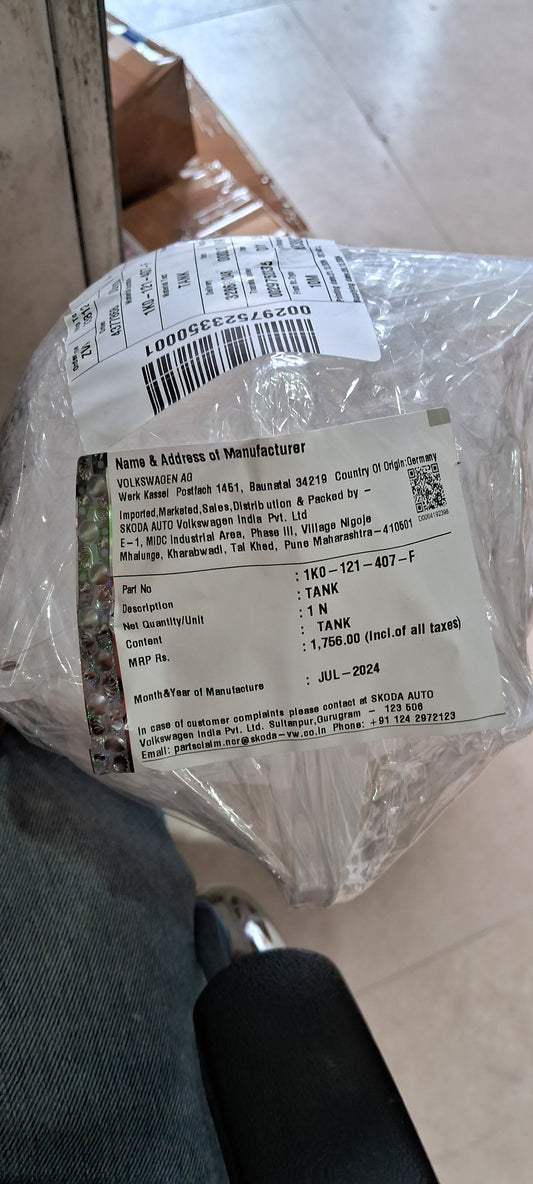 1K0-121-407-F
TANK
10M
00297523350001
Name & Address of Manufacturer
VOLKSWAGEN AG
Werk Kassel Postfach 1451, Baunatal 34219 Country Of Origin:Germany
Imported,Marketed,Sales,Distribution & Packed by -
SKODA AUTO Volkswagen India Pvt. Ltd
E-1, MIDC Industrial Area, Phase III, Village Nigoje
Mhalunge, Kharabwadi, Tal Khed, Pune Maharashtra-410501
Part No : 1K0-121-407-F
Description : TANK
Net Quantity/Unit : 1 N
Content : TANK
MRP Rs. : 1,756.00 (Incl.of all taxes)
Month&Year of Manufacture : JUL-2024
In case of customer complaints please contact at SKODA AUTO
Volkswagen India Pvt. Ltd. Sultanpur,Gurugram - 123 506
Email: partsclaim.ncr@skoda-vw.co.in Phone: +91 124 2972123